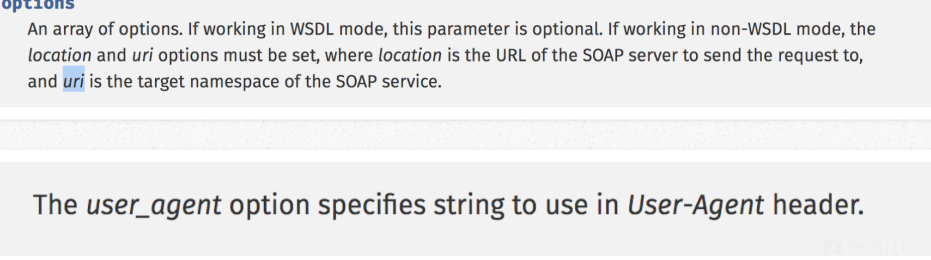 options
An array of options. If working in WSDL mode, this parameter is optional. If working in non-WSDL mode, the
location and uri options must be set, where location is the URL of the SOAP server to send the request to,
and uri is the target namespace of the SOAP service.
The user_agent option specifies string to use in User-Agent header.